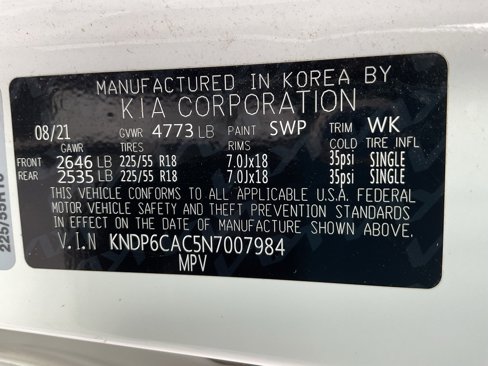 MANUFACTURED IN KOREA BY
KIA CORPORATION
08/21 GVWR 4773 LB PAINT SWP TRIM WK
GAWR TIRES RIMS COLD TIRE INFL
FRONT 2646 LB 225/55 R18 7.0Jx18 35psi SINGLE
REAR 2535 LB 225/55 R18 7.0Jx18 35psi SINGLE
THIS VEHICLE CONFORMS TO ALL APPLICABLE U.S.A. FEDERAL
MOTOR VEHICLE SAFETY AND THEFT PREVENTION STANDARDS
IN EFFECT ON THE DATE OF MANUFACTURE SHOWN ABOVE.
V.I.N KNDP6CAC5N7007984
MPV
225/55R18